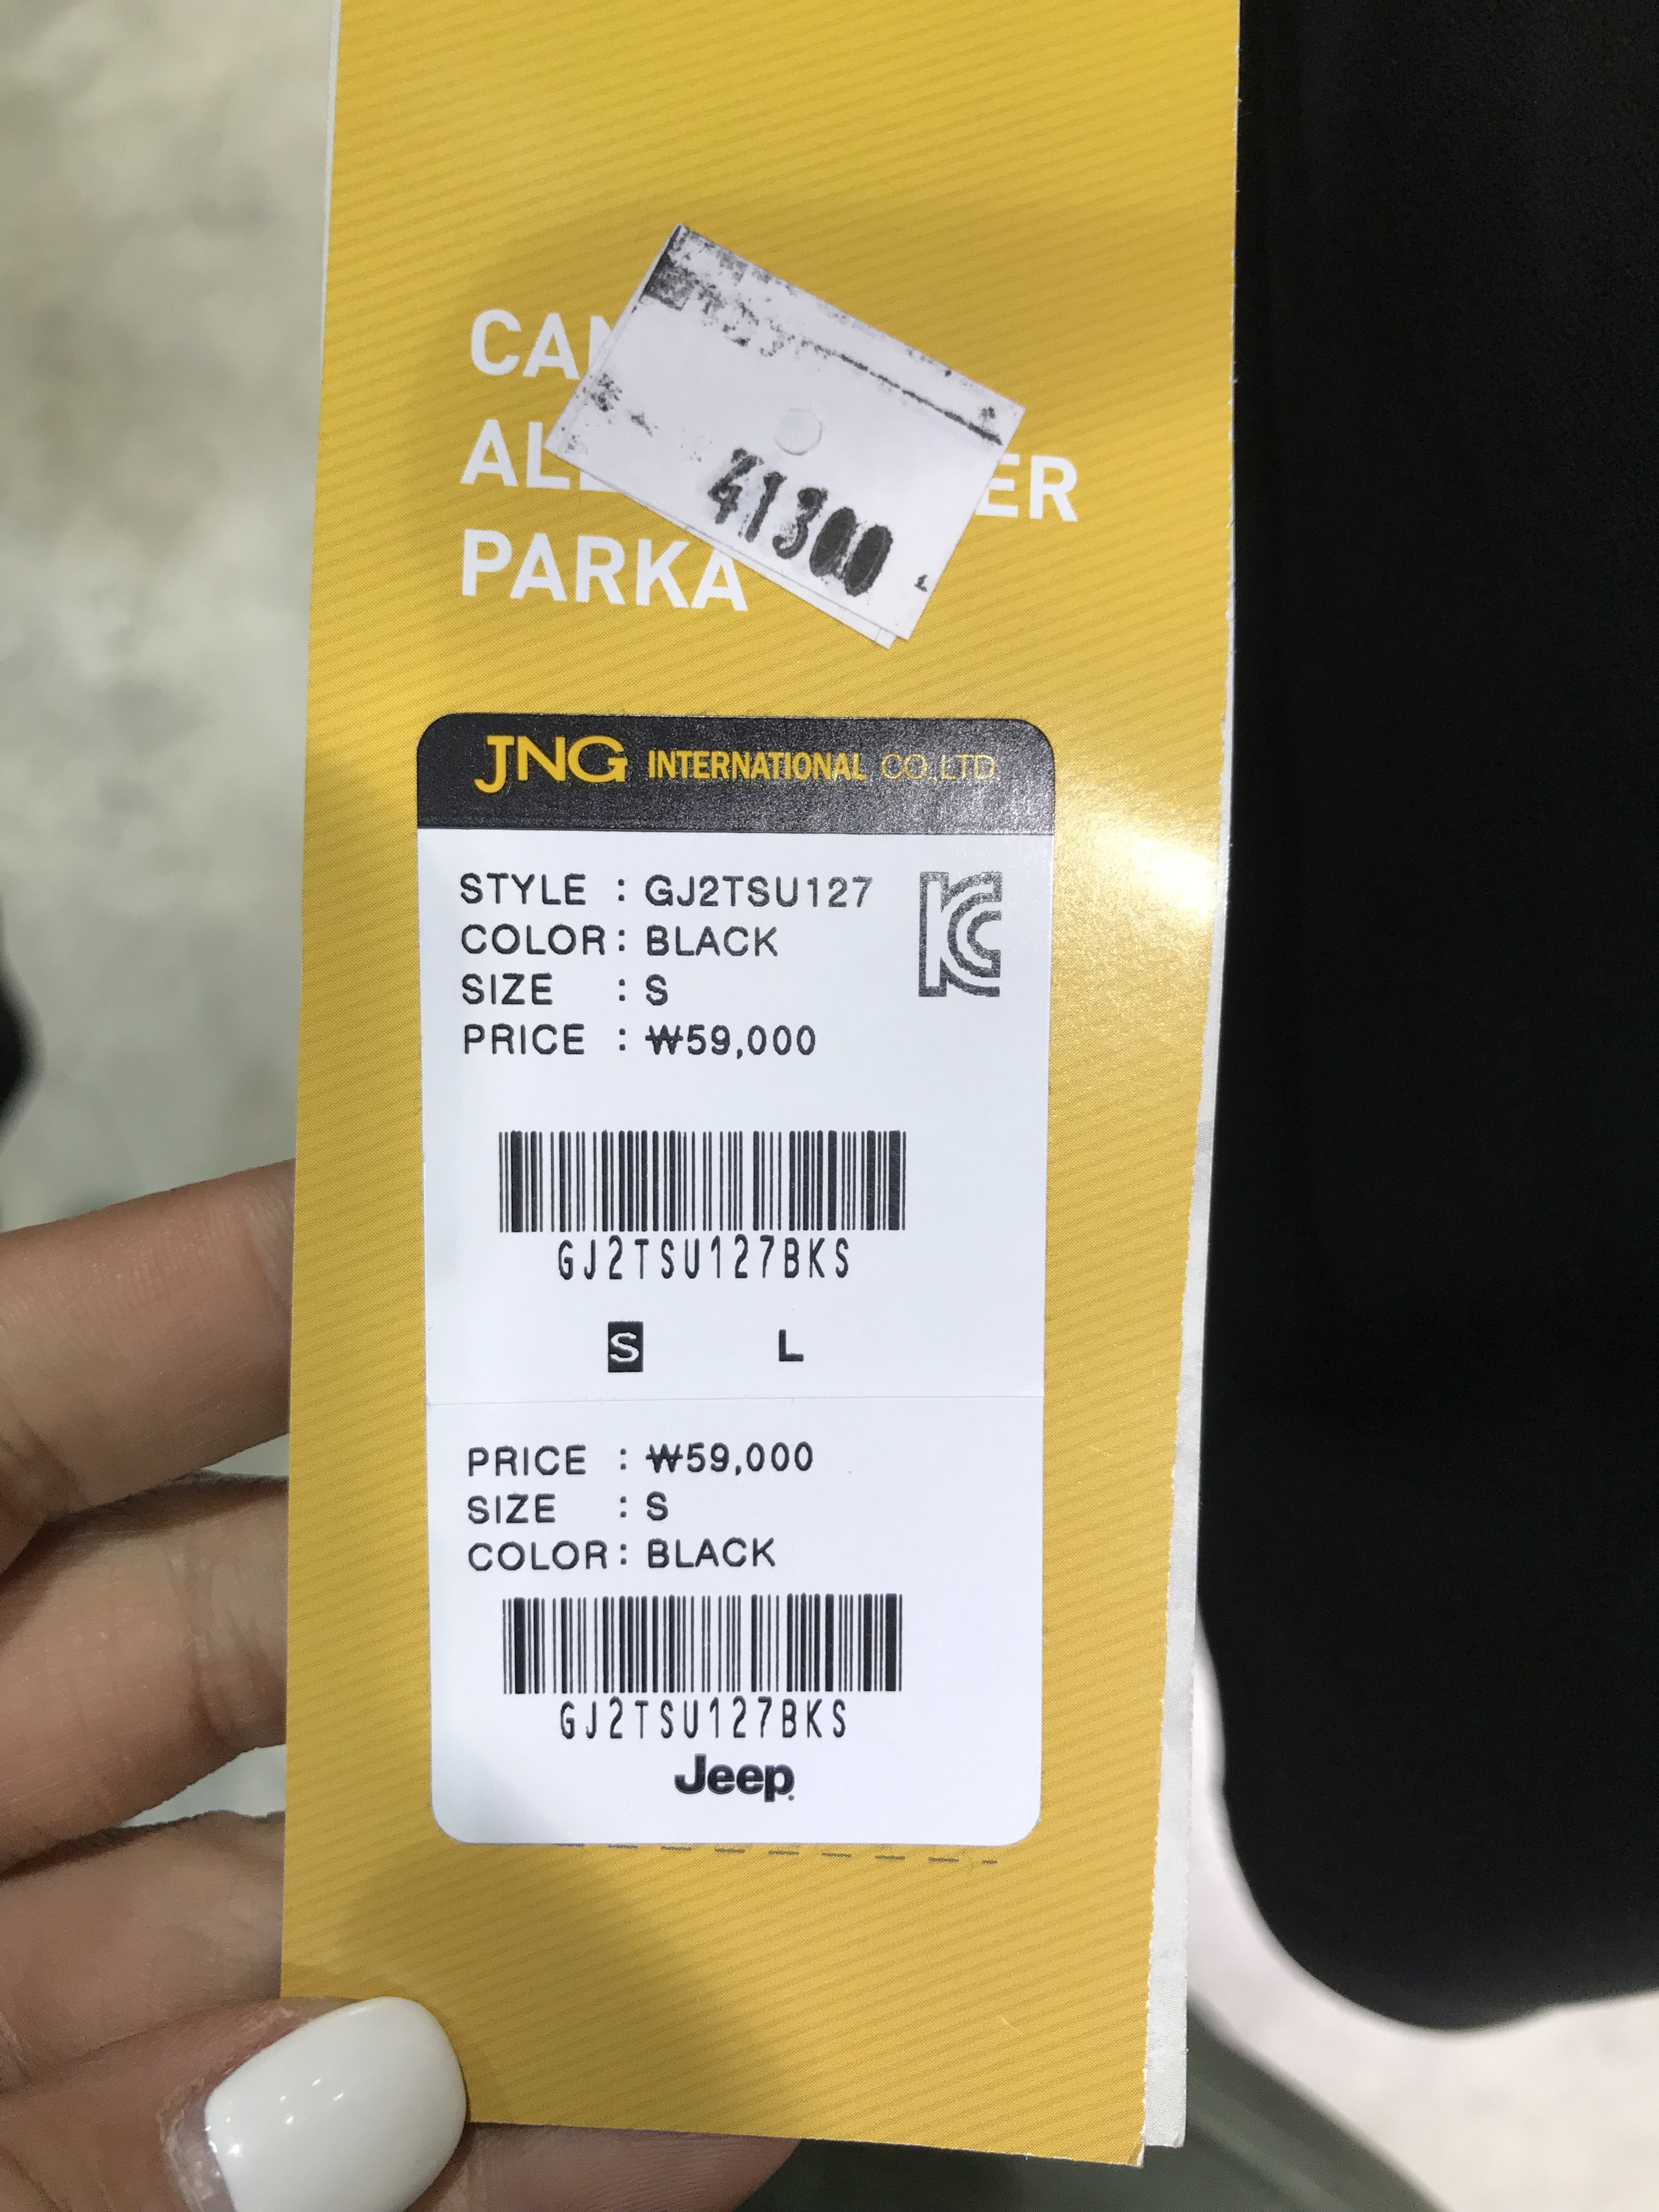 41300
PARKA
JNG INTERNATIONAL CO.,LTD.
STYLE : GJ2TSU127
COLOR : BLACK
SIZE : S
PRICE : ₩59,000
GJ2TSU127BKS
S L
PRICE : ₩59,000
SIZE : S
COLOR : BLACK
GJ2TSU127BKS
Jeep